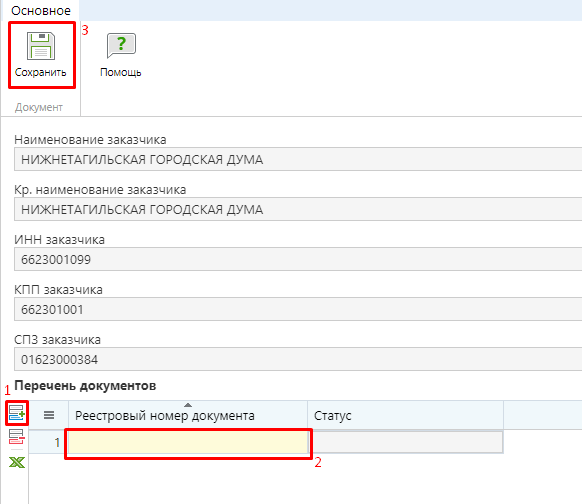 Основное
3
Сохранить
Помощь
Документ
Наименование заказчика
НИЖНЕТАГИЛЬСКАЯ ГОРОДСКАЯ ДУМА
Кр. наименование заказчика
НИЖНЕТАГИЛЬСКАЯ ГОРОДСКАЯ ДУМА
ИНН заказчика
6623001099
КПП заказчика
662301001
СПЗ заказчика
01623000384
Перечень документов
1
Реестровый номер документа Статус
1
2